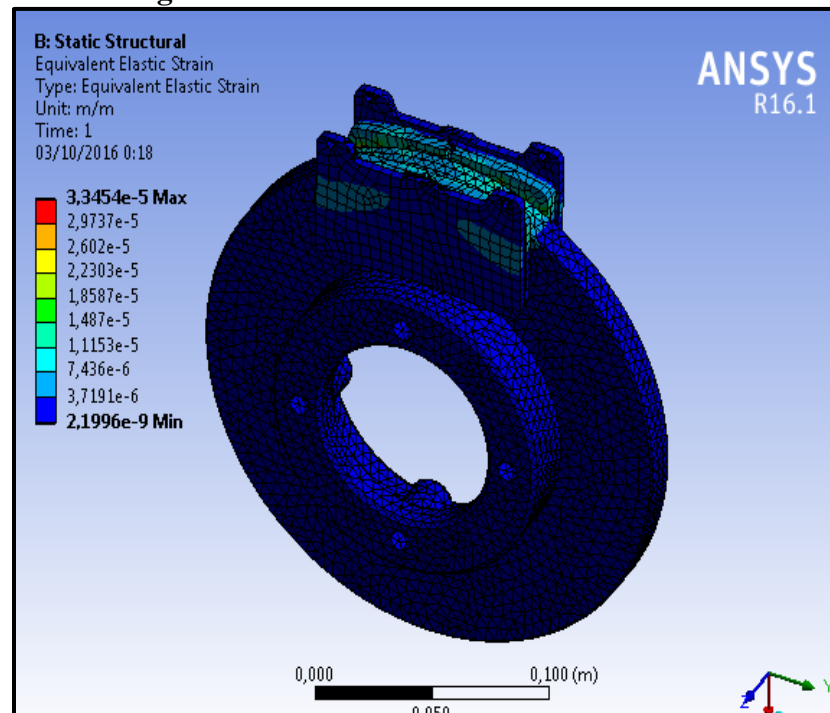 B: Static Structural
Equivalent Elastic Strain
Type: Equivalent Elastic Strain
Unit: m/m
Time: 1
03/10/2016 0:18
ANSYS
R16.1
3,3454e-5 Max
2,9737e-5
2,602e-5
2,2303e-5
1,8587e-5
1,487e-5
1,1153e-5
7,436e-6
3,7191e-6
2,1996e-9 Min
0,000
0,100 (m)
0,050
Z
Y